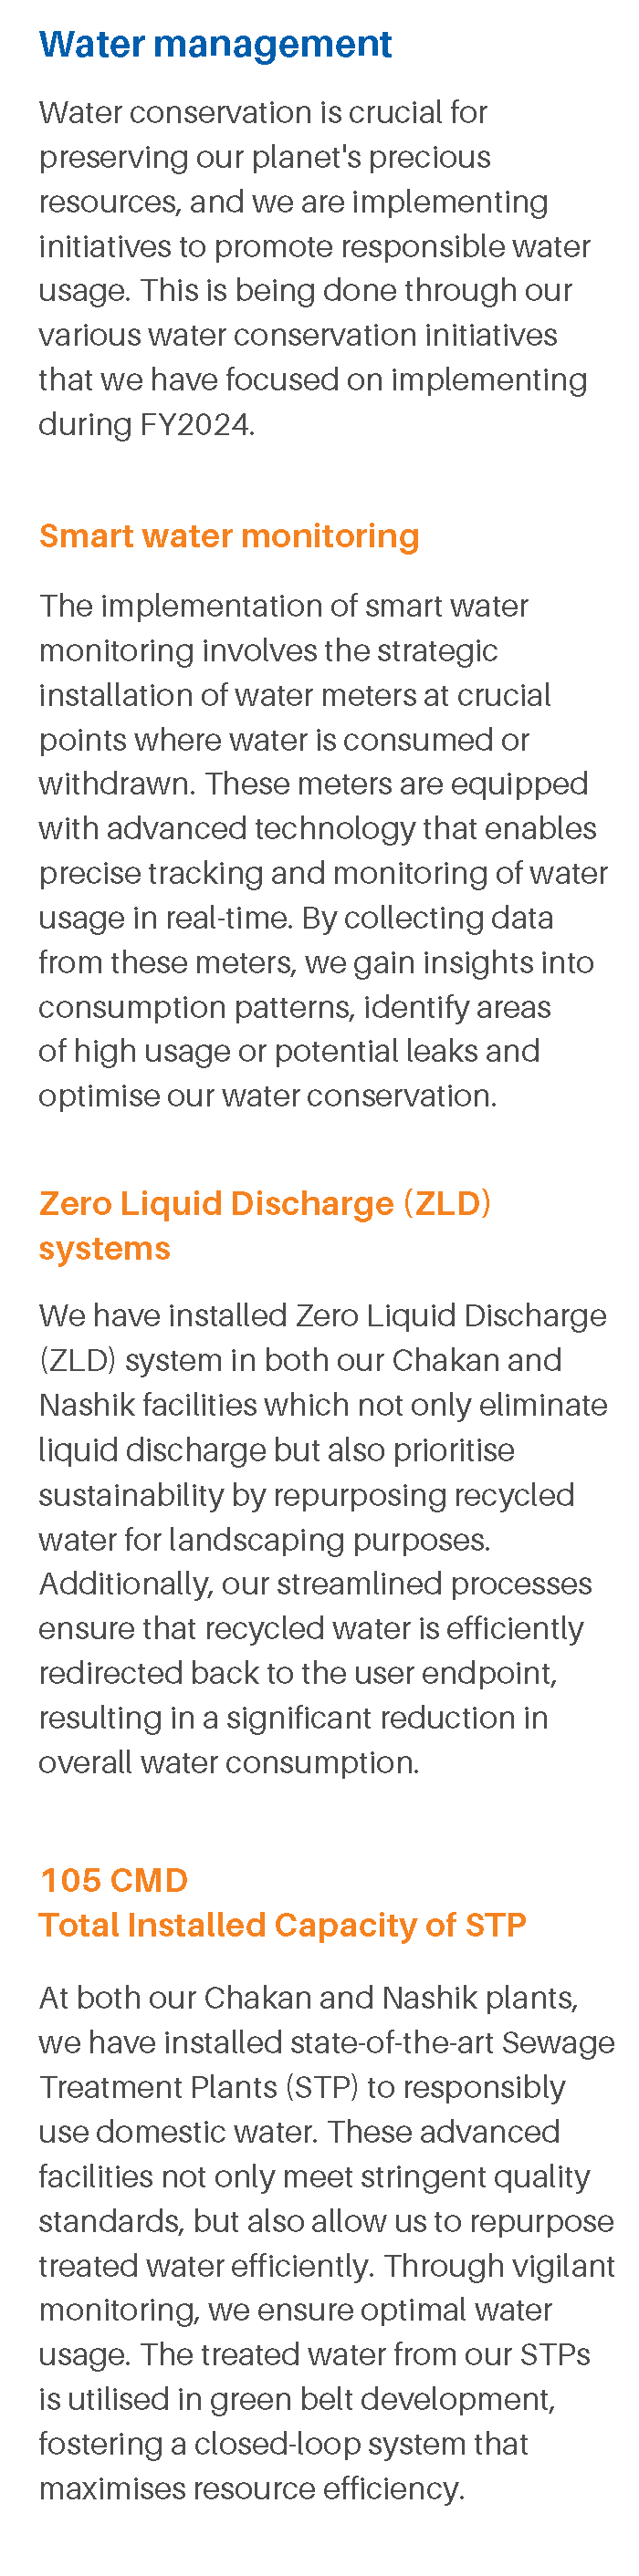 Water management
Water conservation is crucial for
preserving our planet's precious
resources, and we are implementing
initiatives to promote responsible water
usage. This is being done through our
various water conservation initiatives
that we have focused on implementing
during FY2024.
Smart water monitoring
The implementation of smart water
monitoring involves the strategic
installation of water meters at crucial
points where water is consumed or
withdrawn. These meters are equipped
with advanced technology that enables
precise tracking and monitoring of water
usage in real-time. By collecting data
from these meters, we gain insights into
consumption patterns, identify areas
of high usage or potential leaks and
optimise our water conservation.
Zero Liquid Discharge (ZLD)
systems
We have installed Zero Liquid Discharge
(ZLD) system in both our Chakan and
Nashik facilities which not only eliminate
liquid discharge but also prioritise
sustainability by repurposing recycled
water for landscaping purposes.
Additionally, our streamlined processes
ensure that recycled water is efficiently
redirected back to the user endpoint,
resulting in a significant reduction in
overall water consumption.
105 CMD
Total Installed Capacity of STP
At both our Chakan and Nashik plants,
we have installed state-of-the-art Sewage
Treatment Plants (STP) to responsibly
use domestic water. These advanced
facilities not only meet stringent quality
standards, but also allow us to repurpose
treated water efficiently. Through vigilant
monitoring, we ensure optimal water
usage. The treated water from our STPs
is utilised in green belt development,
fostering a closed-loop system that
maximises resource efficiency.